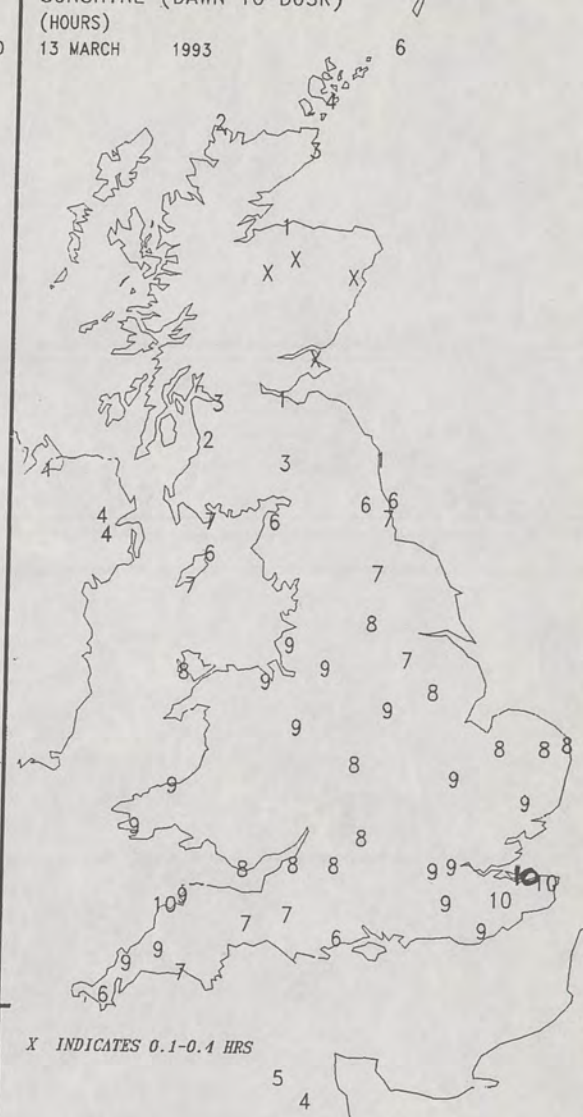 SUNSHINE (DAWN TO DUSK)
(HOURS)
13 MARCH 1993
6
4
2
3
1
X X
X
X
3 1
2
3 1
4
6 6
4 7 6 7
4
6
7 7
8
9 7
8 9 9
8
9
9 8 8 8
8
9 9
9
9
8
8 8 8 9 9
10 10
10 9 9 10
7 7
6 9
9 9
7
6
X INDICATES 0.1-0.4 HRS
5
4